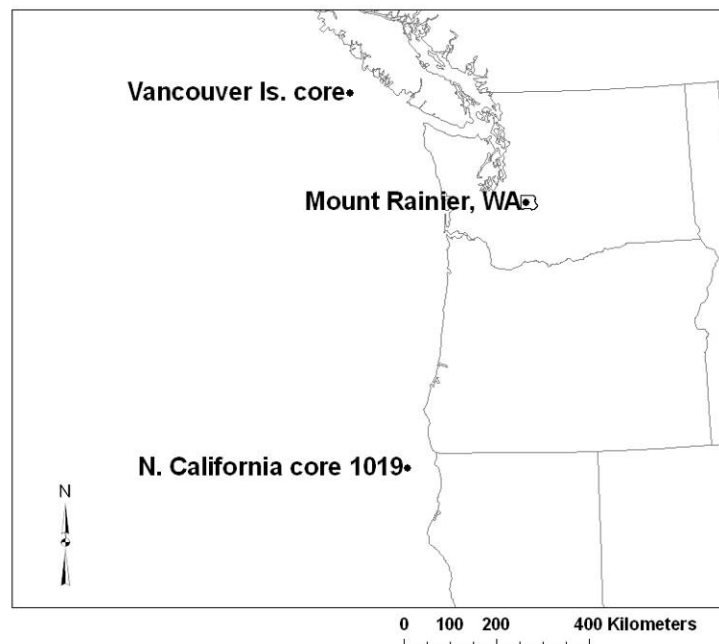 Vancouver Is. core
Mount Rainier, WA
N. California core 1019
N
0 100 200 400 Kilometers